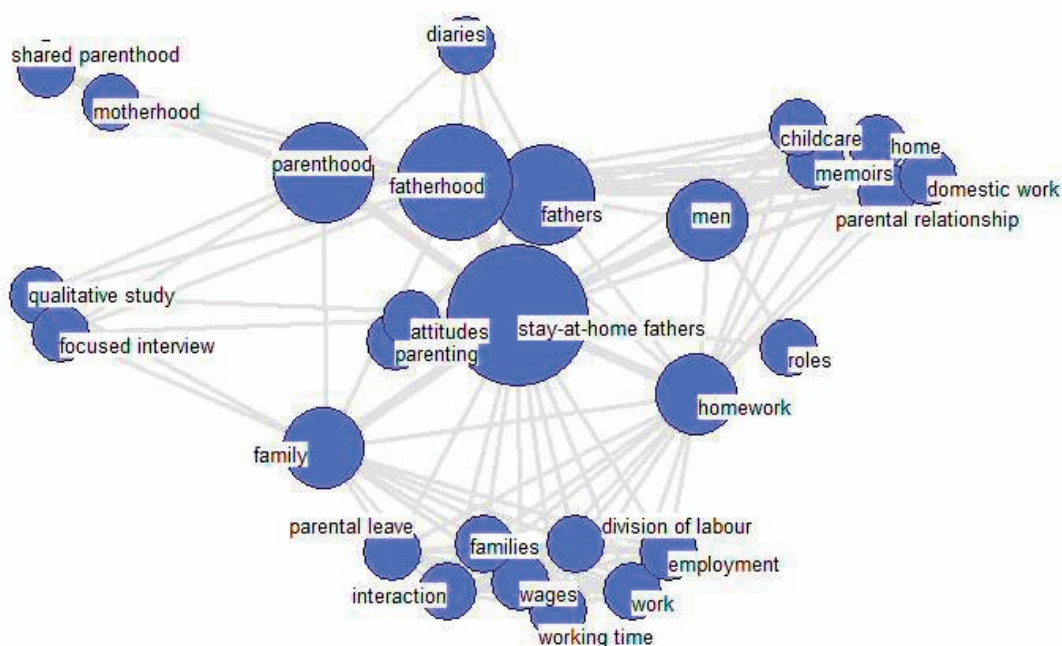 diaries
shared parenthood
motherhood
childcare
home
parenthood
memoirs
fatherhood
domestic work
fathers
men
parental relationship
qualitative study
attitudes
stay-at-home fathers
focused interview
parenting
roles
homework
family
parental leave
division of labour
families
employment
interaction
wages
work
working time